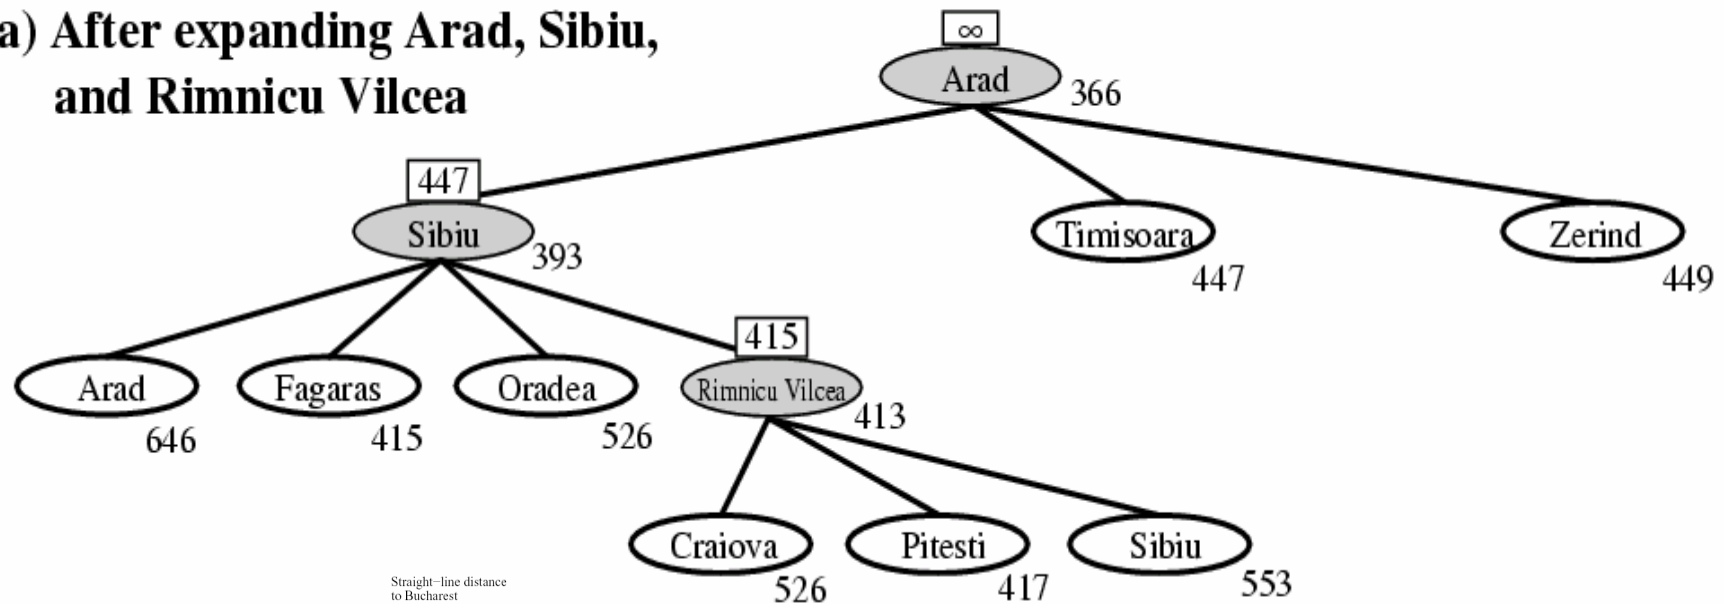 a) After expanding Arad, Sibiu,
and Rimnicu Vilcea
∞
Arad
366
447
Sibiu
393
Timisoara
447
Zerind
449
Arad
646
Fagaras
415
Oradea
526
415
Rimnicu Vilcea
413
Craiova
526
Pitesti
417
Sibiu
553
Straight−line distance
to Bucharest